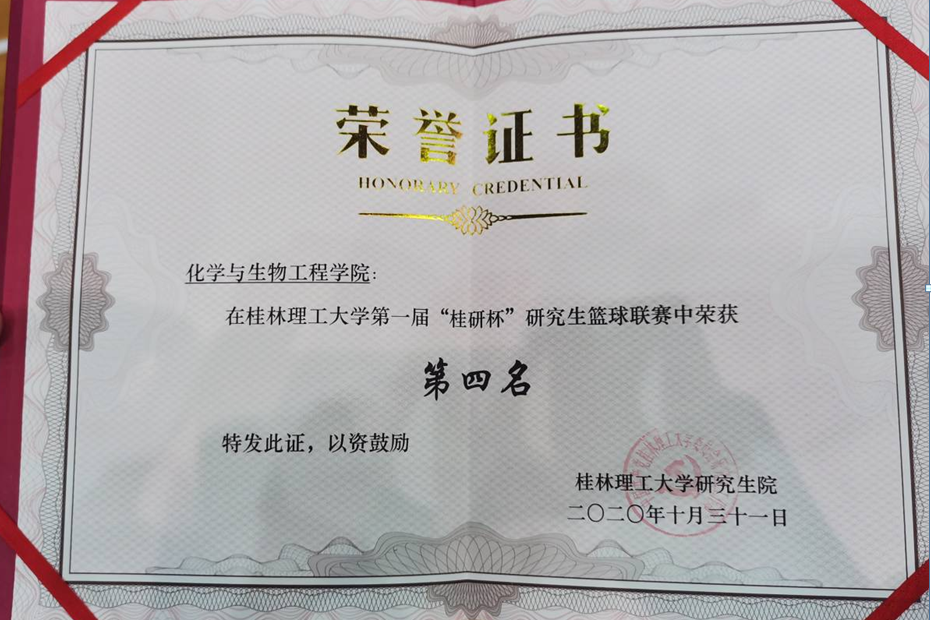 荣誉证书
HONORARY CREDENTIAL
化学与生物工程学院:
在桂林理工大学第一届“桂研杯”研究生篮球联赛中荣获
第四名
特发此证，以资鼓励
桂林理工大学研究生院
二〇二〇年十月三十一日